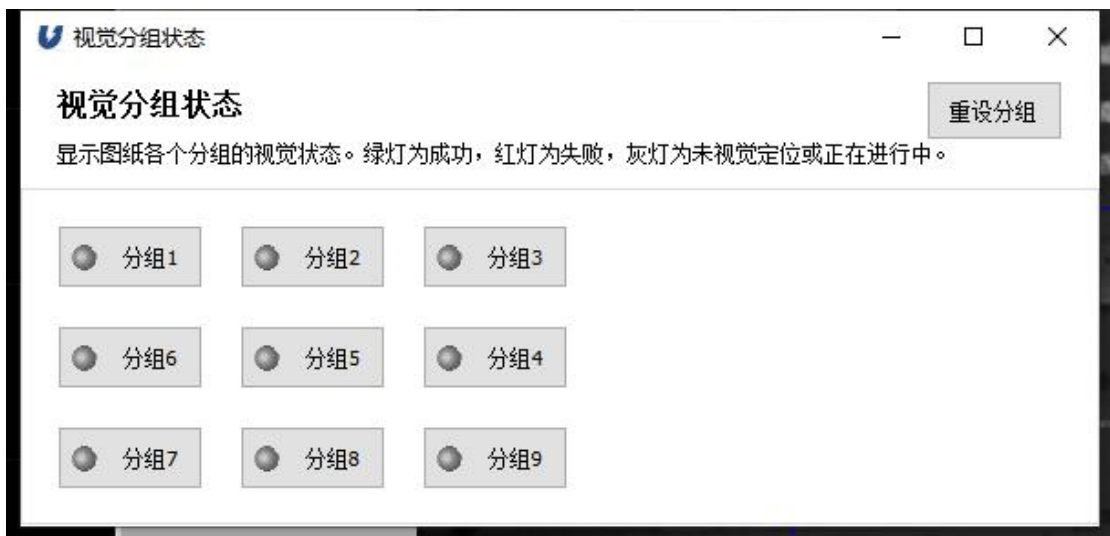 视觉分组状态
视觉分组状态
重设分组
显示图纸各个分组的视觉状态。绿灯为成功，红灯为失败，灰灯为未视觉定位或正在进行中。
分组1 分组2 分组3
分组6 分组5 分组4
分组7 分组8 分组9